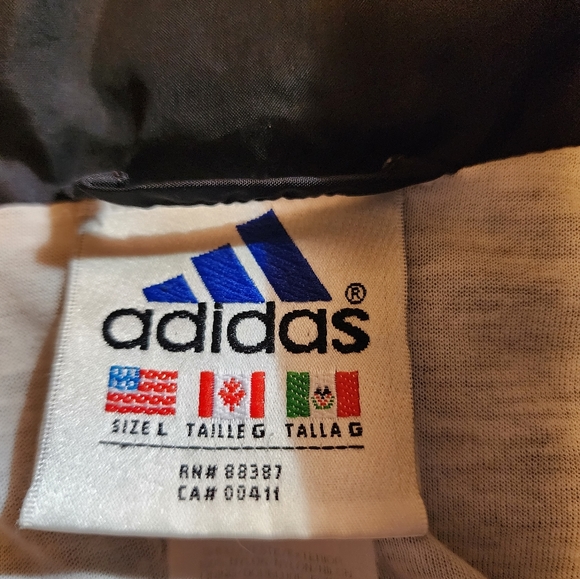 adidas®
SIZE L TAILLE G TALLA G
RN# 88387
CA# 00411